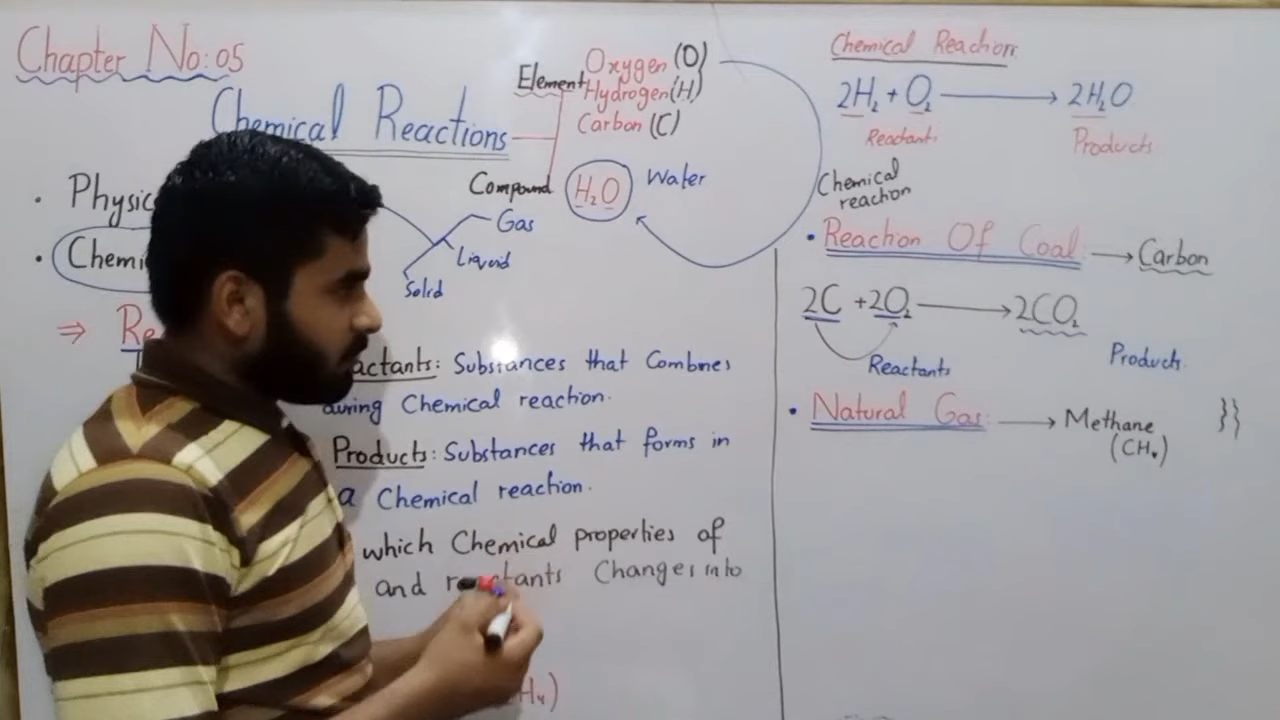 Chapter No: 05
Chemical Reactions
Element
Oxygen (O)
Hydrogen (H)
Carbon (C)
Compound
H₂O
Water
• Physic
• Chemi
Gas
Liquid
Solid
⇒ Re
actants: Substances that Combines
during Chemical reaction.
Products: Substances that forms in
a Chemical reaction.
which Chemical properties of
and reactants Changes into
H₄)
Chemical Reaction
2H₂ + O₂ → 2H₂O
Reactants
Products
Chemical
reaction
• Reaction Of Coal → Carbon
2C + 2O₂ → 2CO₂
Reactants
Products
• Natural Gas: → Methane }}
(CH₄)